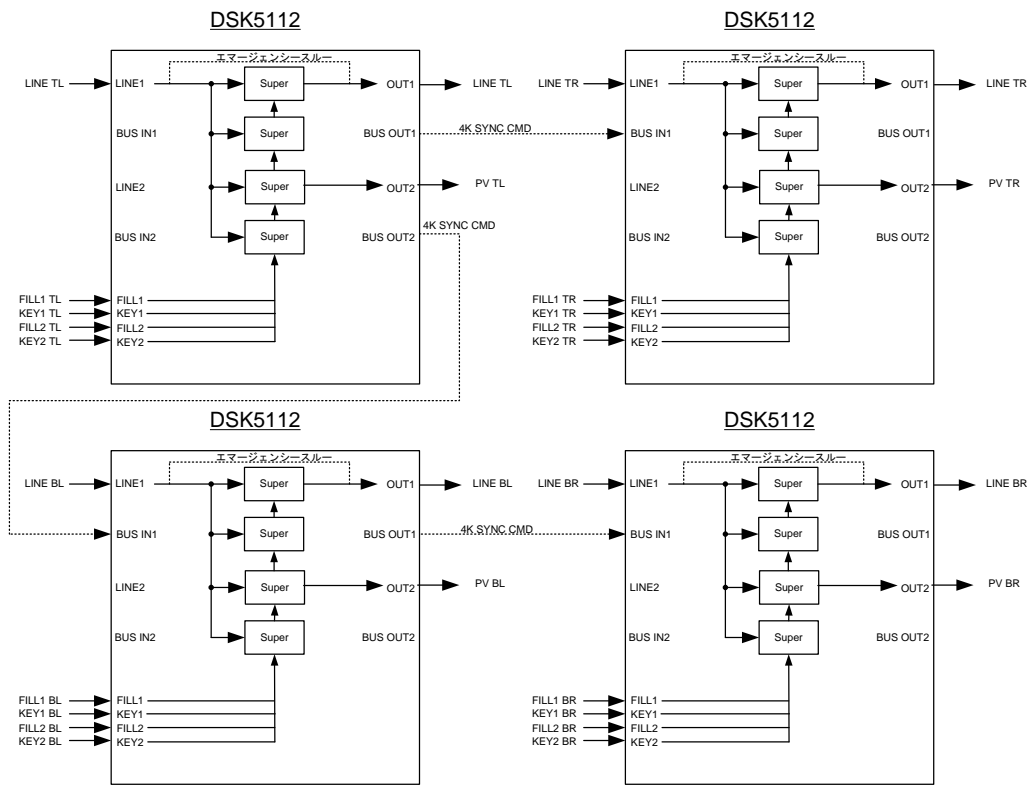 DSK5112
エマージェンシースルー
LINE TL
LINE1
Super
OUT1
LINE TL
BUS IN1
Super
BUS OUT1
4K SYNC CMD
LINE2
Super
OUT2
PV TL
BUS IN2
Super
BUS OUT2
4K SYNC CMD
FILL1 TL
FILL1
KEY1 TL
KEY1
FILL2 TL
FILL2
KEY2 TL
KEY2
DSK5112
エマージェンシースルー
LINE TR
LINE1
Super
OUT1
LINE TR
BUS IN1
Super
BUS OUT1
LINE2
Super
OUT2
PV TR
BUS IN2
Super
BUS OUT2
FILL1 TR
FILL1
KEY1 TR
KEY1
FILL2 TR
FILL2
KEY2 TR
KEY2
DSK5112
エマージェンシースルー
LINE BL
LINE1
Super
OUT1
LINE BL
BUS IN1
Super
BUS OUT1
4K SYNC CMD
LINE2
Super
OUT2
PV BL
BUS IN2
Super
BUS OUT2
FILL1 BL
FILL1
KEY1 BL
KEY1
FILL2 BL
FILL2
KEY2 BL
KEY2
DSK5112
エマージェンシースルー
LINE BR
LINE1
Super
OUT1
LINE BR
BUS IN1
Super
BUS OUT1
LINE2
Super
OUT2
PV BR
BUS IN2
Super
BUS OUT2
FILL1 BR
FILL1
KEY1 BR
KEY1
FILL2 BR
FILL2
KEY2 BR
KEY2